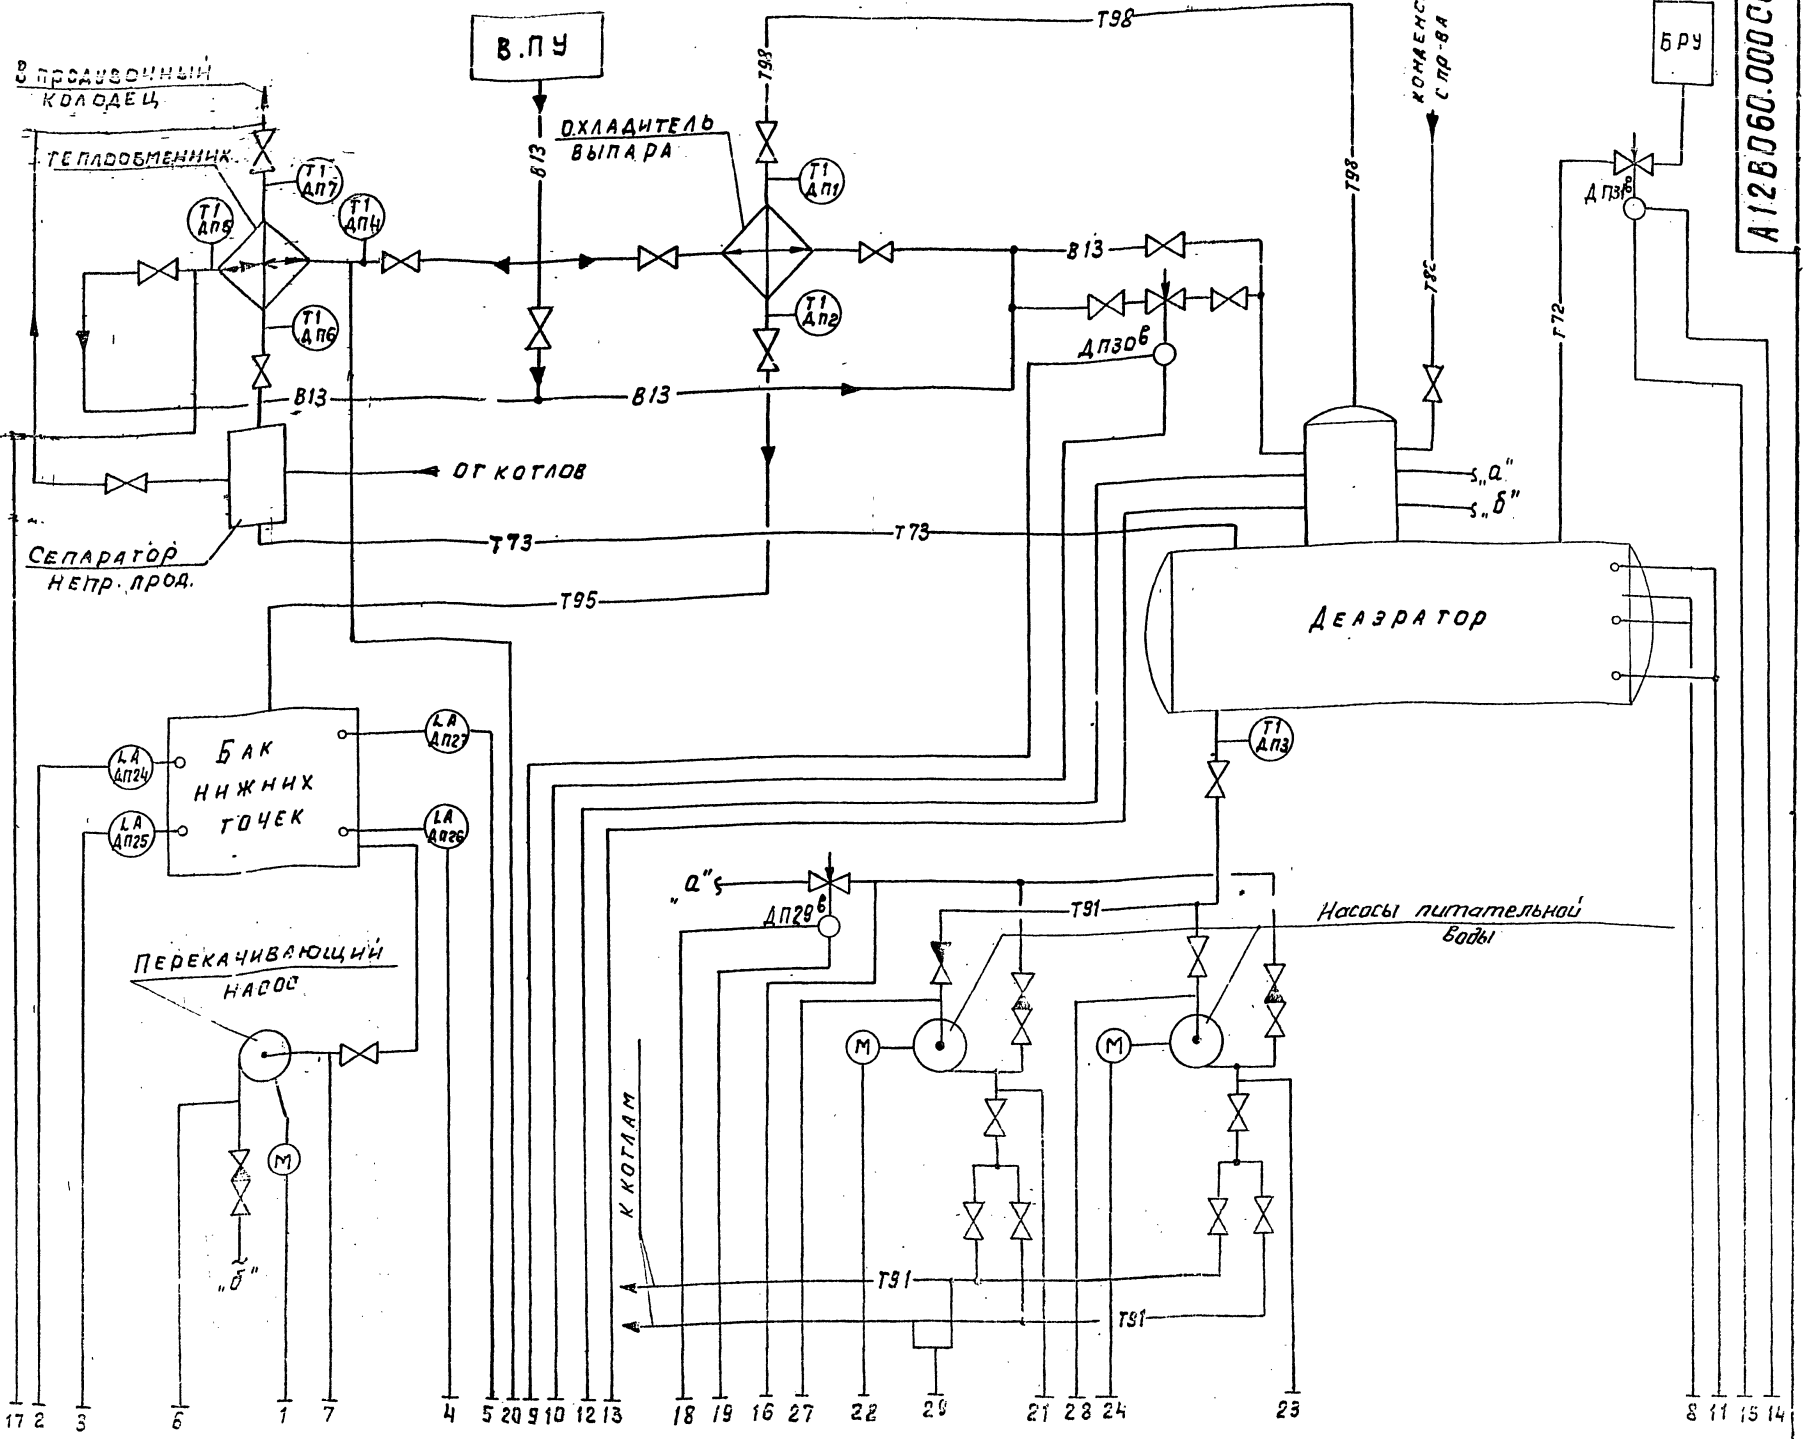 В продувочный
колодец
Теплообменник
Т1
ДП7
Т1
ДП5
Т1
ДП4
Т1
ДП6
В.ПУ
В13
Охладитель
выпара
Т98
Т98
Т98
Т1
ДП1
Т1
ДП2
В13
ДП30в
В13
В13
С ПР-ВА
БРУ
А12В060.000
ДП31
Т72
от котлов
„а"
„б"
Сепаратор
непр. прод.
Т73
Т73
Т95
Деаэратор
Т1
ДП3
LA
ДП24
LA
ДП25
Бак
нижних
точек
LA
ДП27
LA
ДП26
„а"
ДП29в
Т91
Насосы питательной
воды
Перекачивающий
насос
М
М
М
К котлам
„б"
Т91
Т91
17 2 3 6 1 7 4 5 20 9 10 12 13 18 19 16 27 22 29 21 28 24 23 8 11 15 14